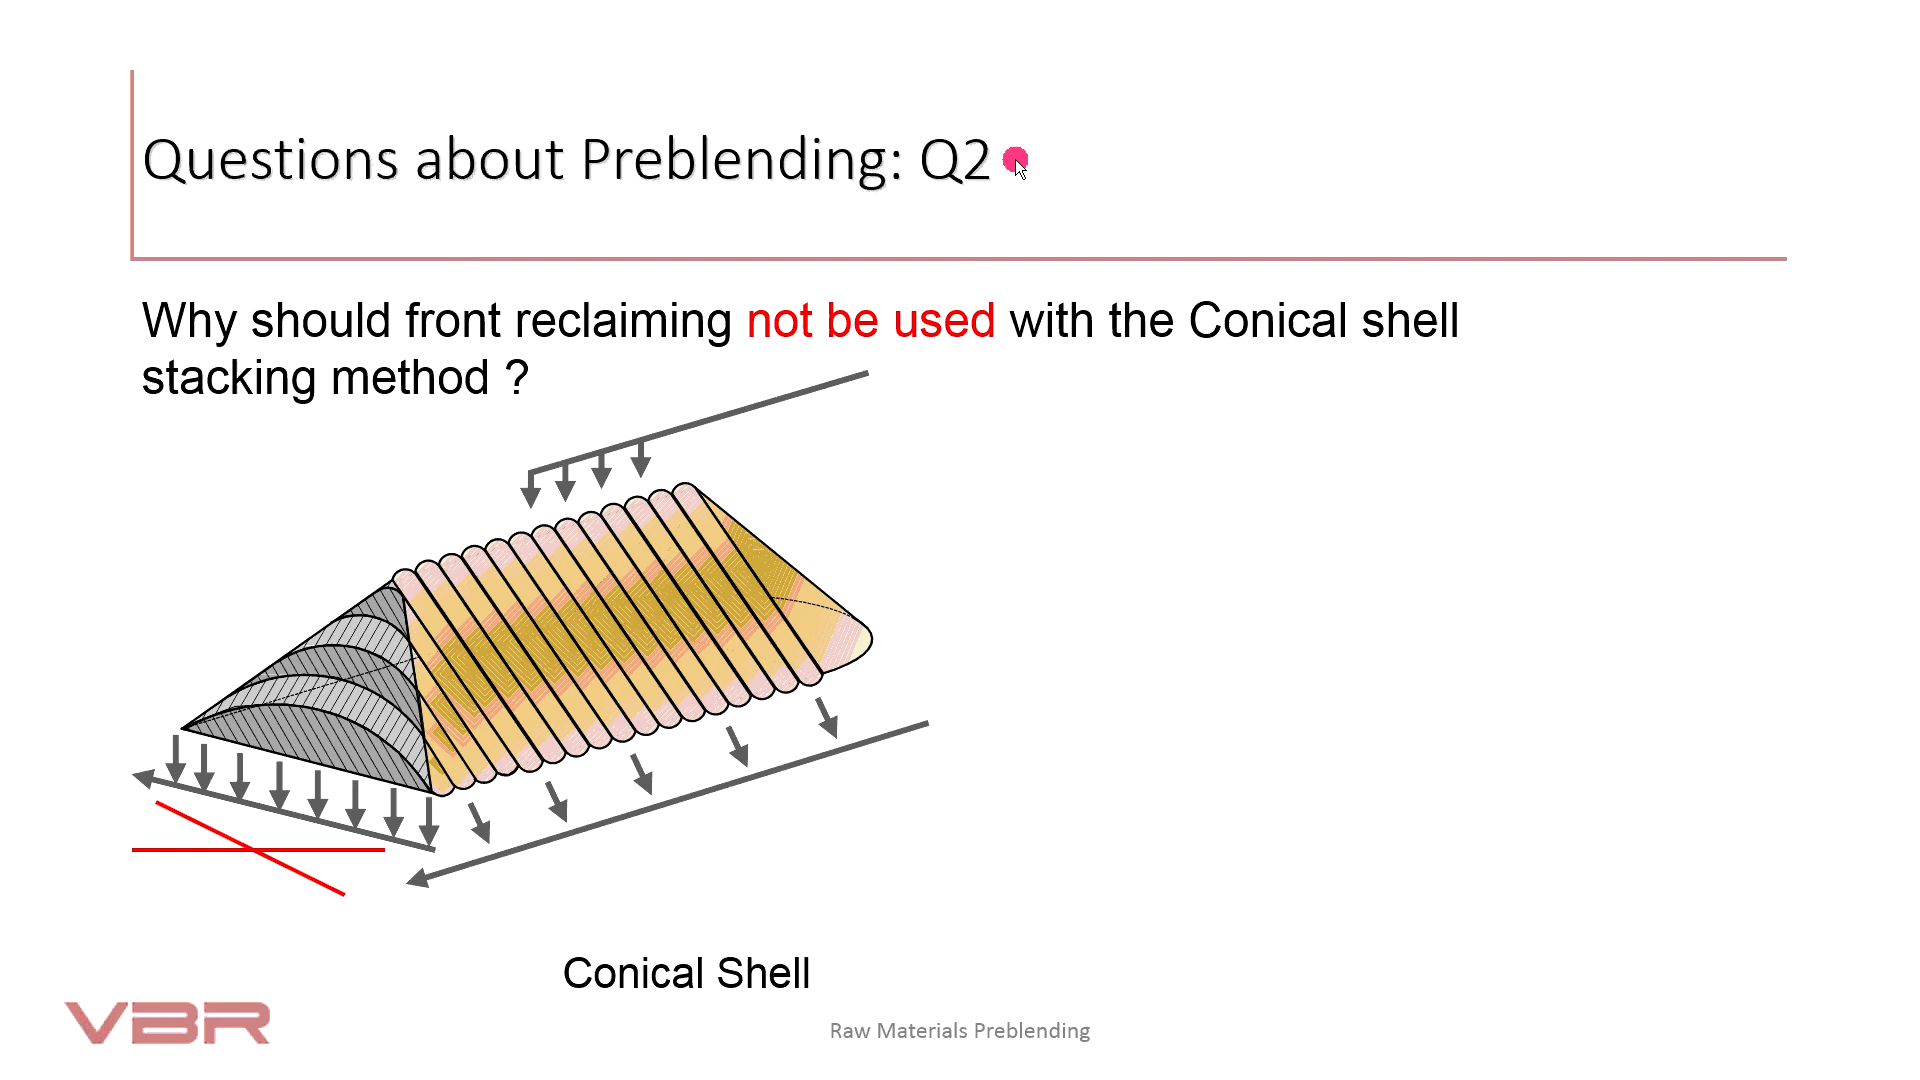 Questions about Preblending: Q2
Why should front reclaiming not be used with the Conical shell
stacking method ?
Conical Shell
VBR
Raw Materials Preblending